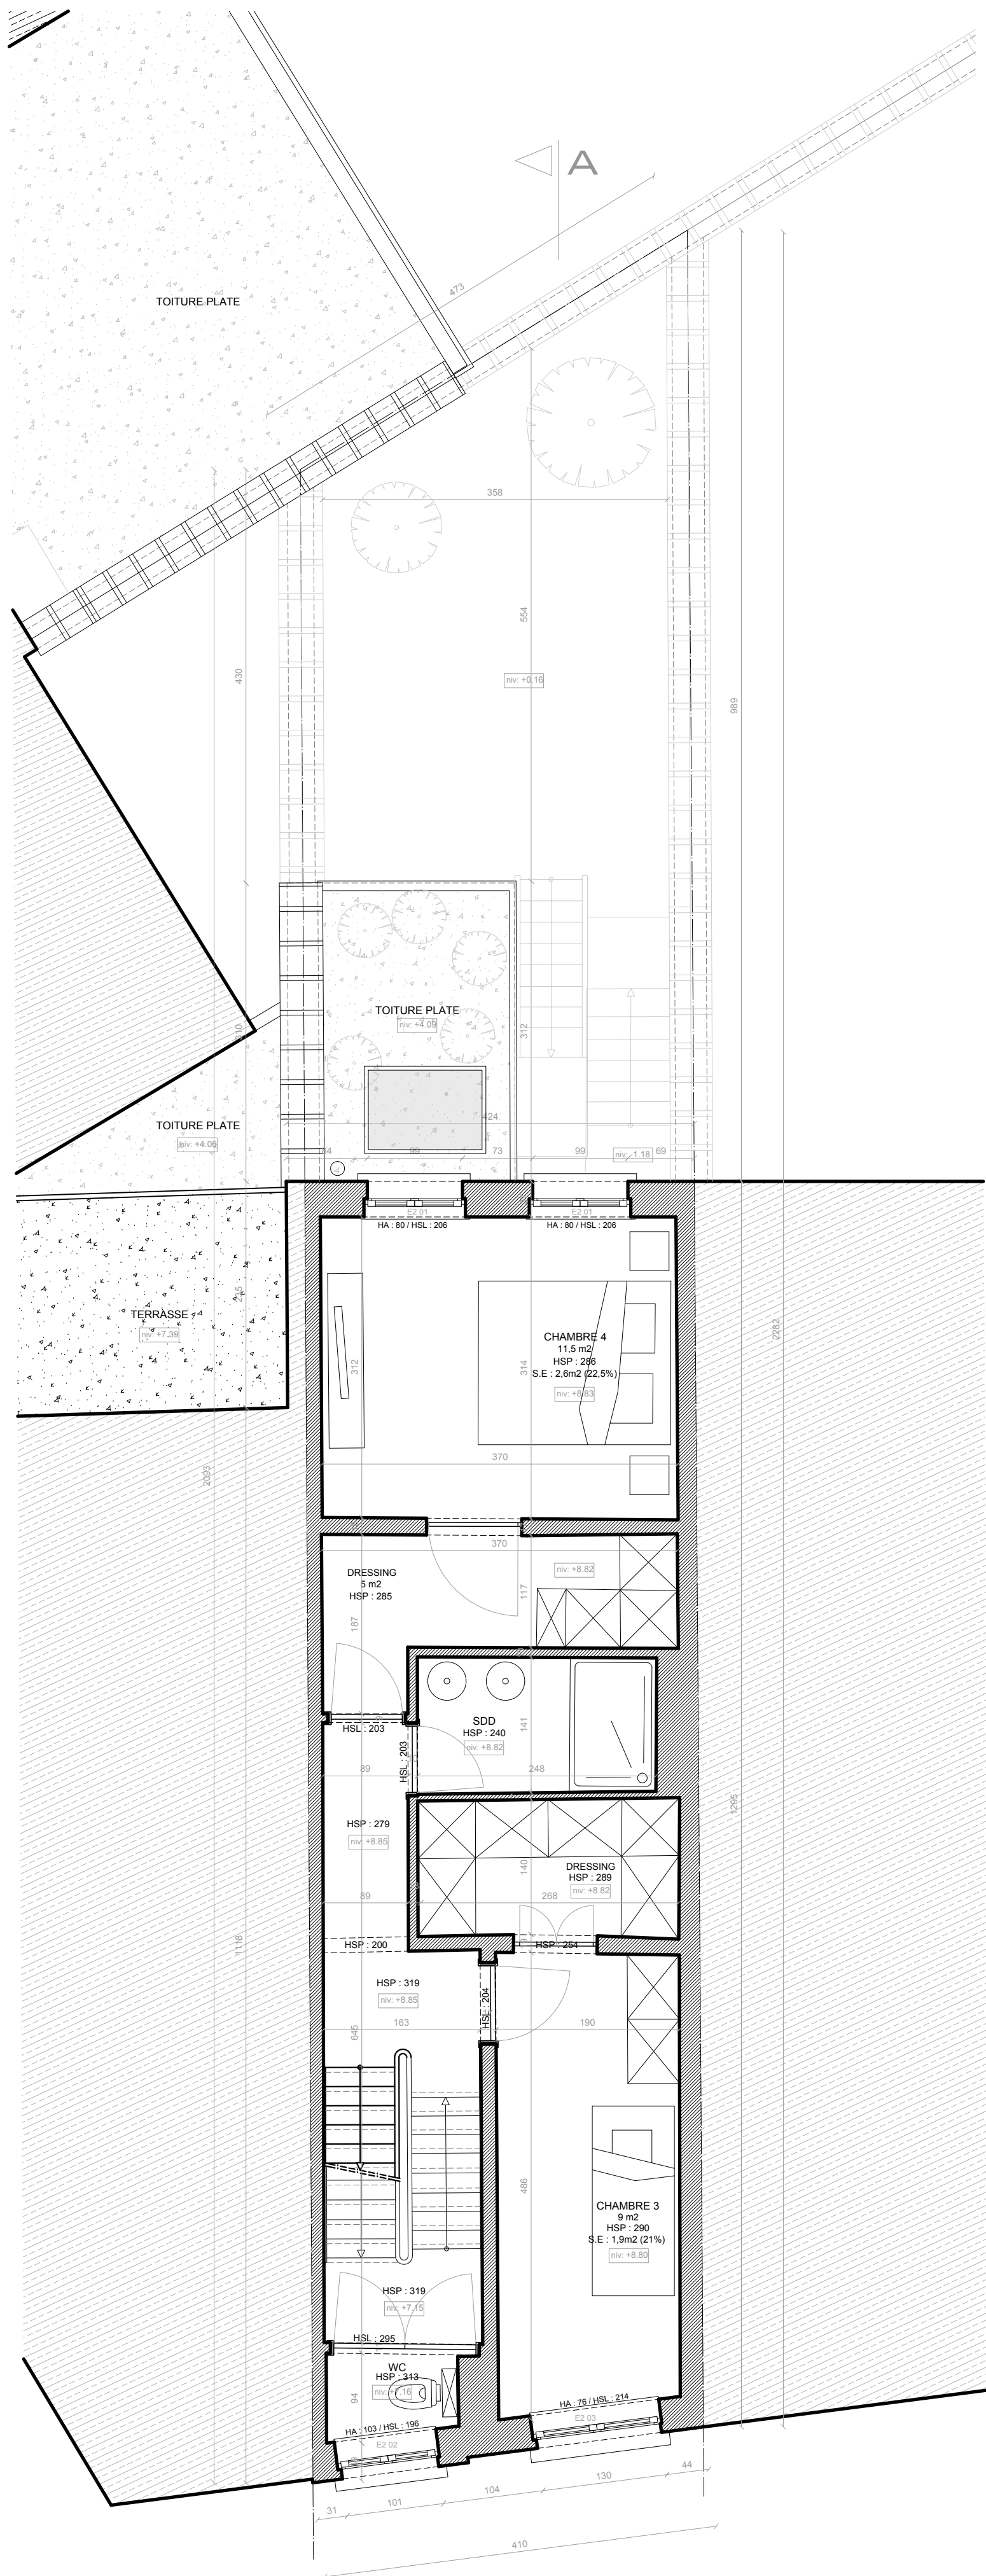 A
473
TOITURE PLATE
358
554
430
niv: +0.16
989
TOITURE PLATE
niv: +4.09
312
TOITURE PLATE
niv: +4.06
424
99
73
99
niv: -1.18
69
E2 01
E2 01
HA : 80 / HSL : 206
HA : 80 / HSL : 206
TERRASSE
niv: +7.39
2282
CHAMBRE 4
11,5 m2
HSP : 286
S.E : 2,6m2 (22,5%)
niv: +8.83
312
314
370
2093
370
DRESSING
5 m2
HSP : 285
niv: +8.82
117
187
SDD
HSP : 240
niv: +8.82
141
HSL : 203
HSL : 203
89
248
1295
HSP : 279
niv: +8.85
140
DRESSING
HSP : 289
niv: +8.82
89
268
1118
HSP : 200
HSP : 254
HSP : 319
niv: +8.85
HSL : 204
163
190
645
486
CHAMBRE 3
9 m2
HSP : 290
S.E : 1,9m2 (21%)
niv: +8.80
HSP : 319
niv: +7.15
HSL : 295
WC
HSP : 313
niv: +7.16
94
HA : 76 / HSL : 214
E2 03
HA : 103 / HSL : 196
E2 02
44
130
104
101
31
410